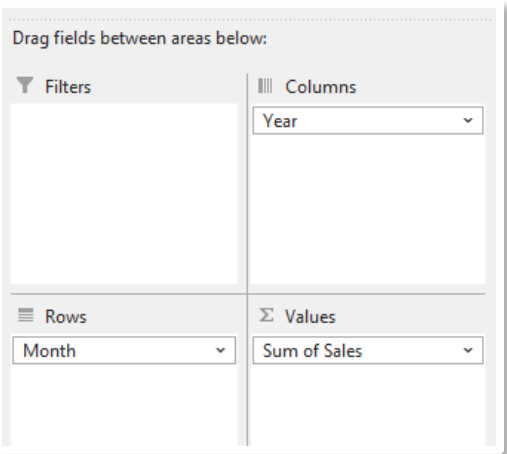 Drag fields between areas below:
Filters
Columns
Year
Rows
Σ Values
Month
Sum of Sales